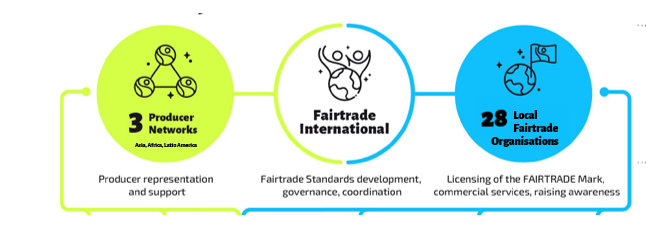 3 Producer
Networks
Asia, Africa, Latin America
Fairtrade
International
28 Local
Fairtrade
Organisations
Producer representation
and support
Fairtrade Standards development,
governance, coordination
Licensing of the FAIRTRADE Mark,
commercial services, raising awareness